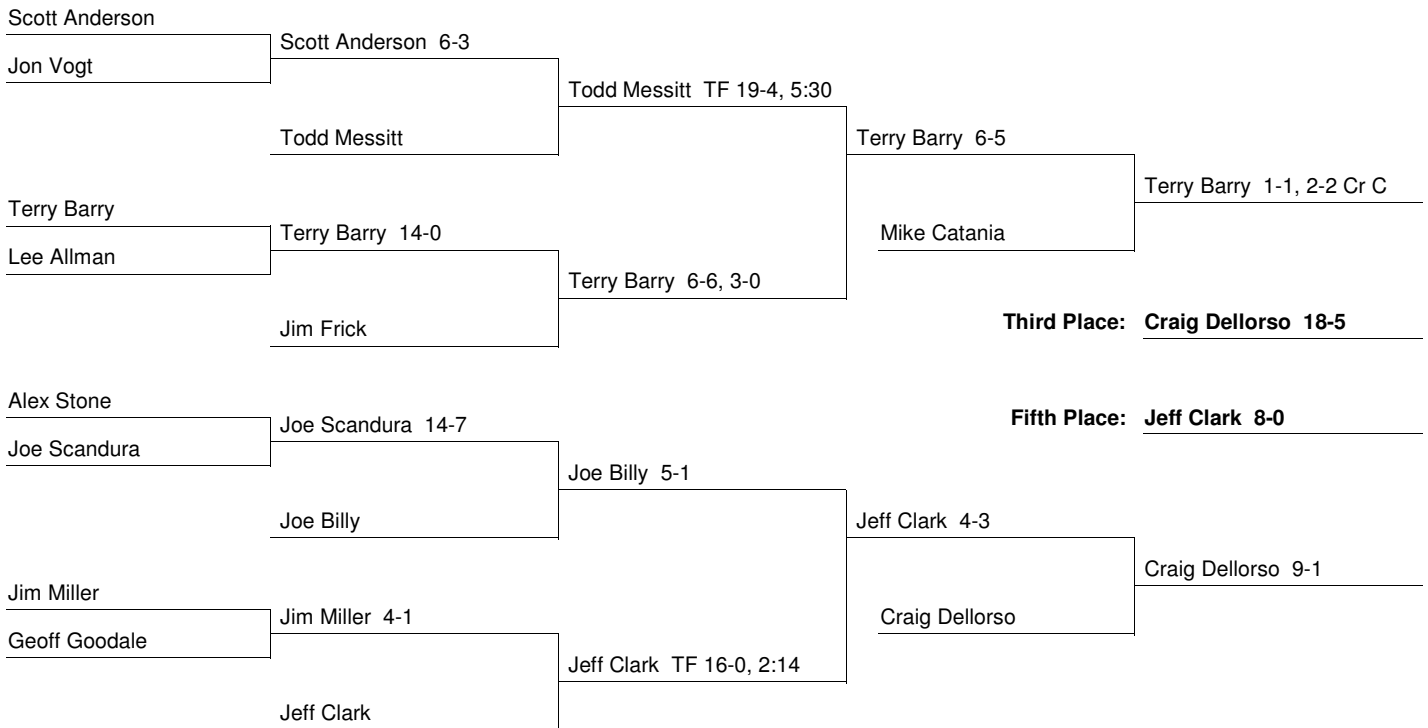 Scott Anderson
Scott Anderson 6-3
Jon Vogt
Todd Messitt TF 19-4, 5:30
Todd Messitt
Terry Barry 6-5
Terry Barry 1-1, 2-2 Cr C
Terry Barry
Terry Barry 14-0
Mike Catania
Lee Allman
Terry Barry 6-6, 3-0
Jim Frick
Third Place: Craig Dellorso 18-5
Alex Stone
Joe Scandura 14-7
Fifth Place: Jeff Clark 8-0
Joe Scandura
Joe Billy 5-1
Joe Billy
Jeff Clark 4-3
Craig Dellorso 9-1
Jim Miller
Jim Miller 4-1
Craig Dellorso
Geoff Goodale
Jeff Clark TF 16-0, 2:14
Jeff Clark